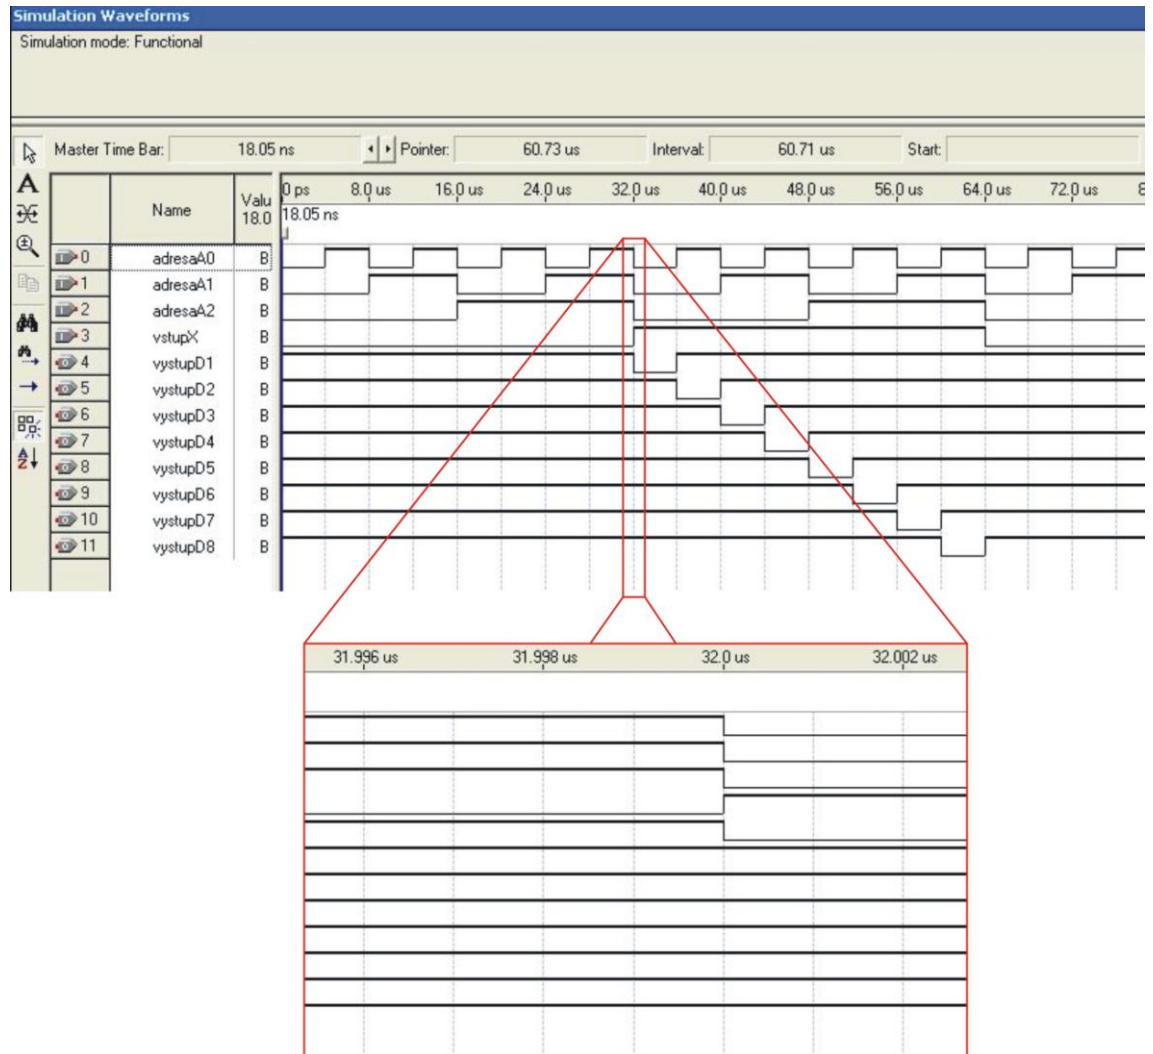 Simulation Waveforms
Simulation mode: Functional
Master Time Bar: 18.05 ns Pointer: 60.73 us Interval: 60.71 us Start:
Name Valu 18.0
0 ps 8.0 us 16.0 us 24.0 us 32.0 us 40.0 us 48.0 us 56.0 us 64.0 us 72.0 us 8
18.05 ns
0 adresaA0 B
1 adresaA1 B
2 adresaA2 B
3 vstupX B
4 vystupD1 B
5 vystupD2 B
6 vystupD3 B
7 vystupD4 B
8 vystupD5 B
9 vystupD6 B
10 vystupD7 B
11 vystupD8 B
31.996 us 31.998 us 32.0 us 32.002 us